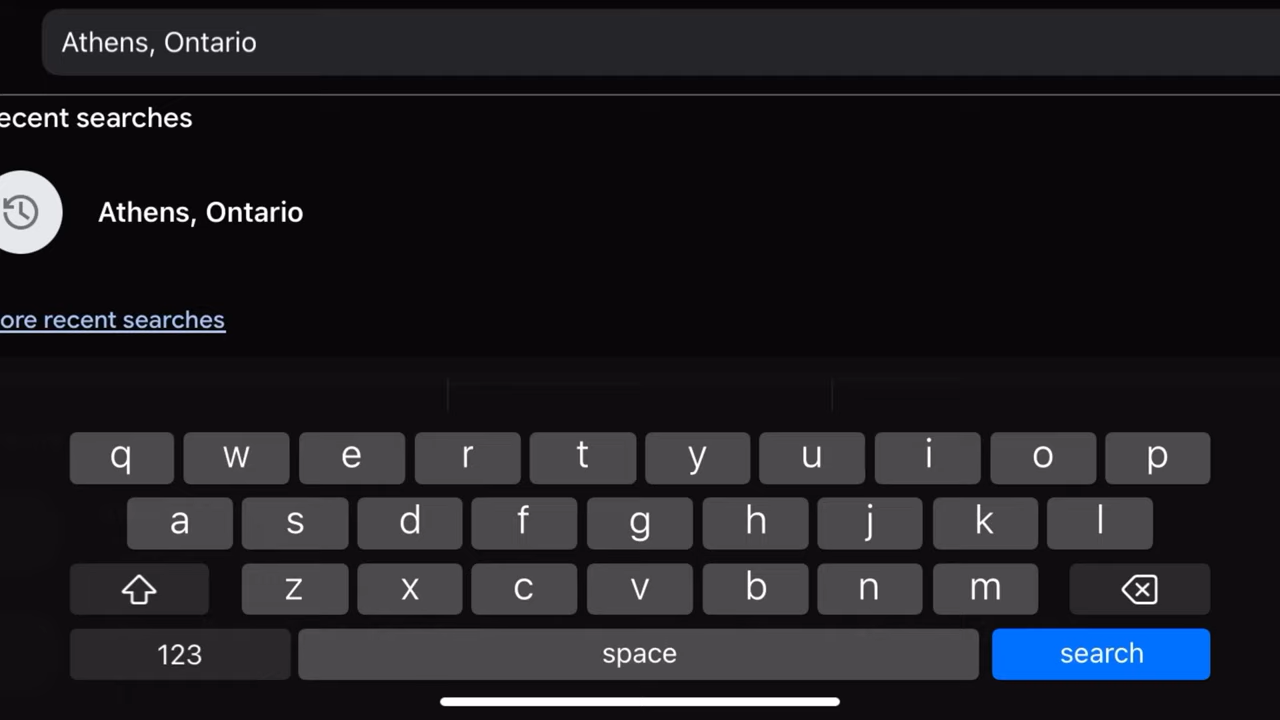 Athens, Ontario
ecent searches
Athens, Ontario
ore recent searches
q w e r t y u i o p
a s d f g h j k l
z x c v b n m
123 space search